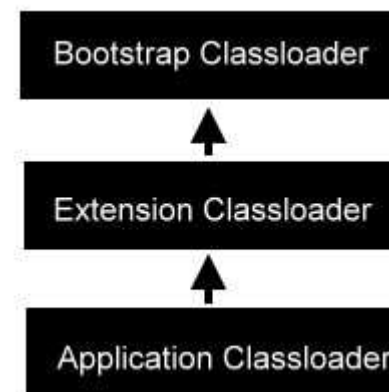 Bootstrap Classloader
Extension Classloader
Application Classloader